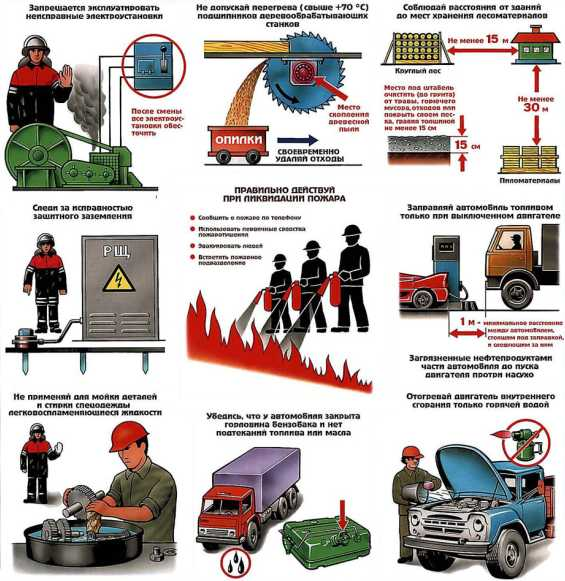 Запрещается эксплуатировать
неисправные электроустановки
После смены
все электроус-
тановки обес-
точить
Не допускай перегрева (свыше +70 °С)
подшипников деревообрабатывающих
станков
Место
скопления
древесной
пыли
ОПИЛКИ
СВОЕВРЕМЕННО
УДАЛЯЙ ОТХОДЫ
Соблюдай расстояния от зданий
до мест хранения лесоматериалов
Не менее 15 м
Круглый лес
Место под штабель
очистить (до грунта)
от травы, горючего
мусора, отходов или
покрыть слоем пес-
ка, гравия толщиной
не менее 15 см
15
см
Не менее
30 м
Пиломатериалы
Следи за исправностью
защитного заземления
РЩ
ПРАВИЛЬНО ДЕЙСТВУЙ
ПРИ ЛИКВИДАЦИИ ПОЖАРА
Сообщить о пожаре по телефону
Использовать первичные средства
пожаротушения
Эвакуировать людей
Встретить пожарное
подразделение
Заправляй автомобиль топливом
только при выключенном двигателе
1 м - минимальное расстояние
между автомобилем,
стоящим под заправкой,
и следующим за ним
Загрязненные нефтепродуктами
части автомобиля до пуска
двигателя протри насухо
Не применяй для мойки деталей
и стирки спецодежды
легковоспламеняющиеся жидкости
Убедись, что у автомобиля закрыта
горловина бензобака и нет
подтеканий топлива или масла
Отогревай двигатель внутреннего
сгорания только горячей водой